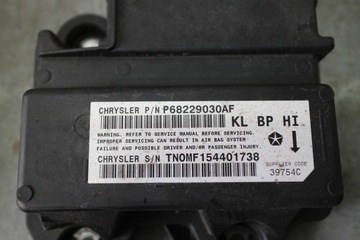 CHRYSLER P/N P68229030AF
KL BP HI
WARNING. REFER TO SERVICE MANUAL BEFORE SERVICING.
IMPROPER SERVICING CAN RESULT IN AIR BAG SYSTEM
FAILURE AND POSSIBLE DRIVER AND/OR PASSENGER INJURY.
CHRYSLER S/N TN0MF154401738
SUPPLIER CODE
39754C